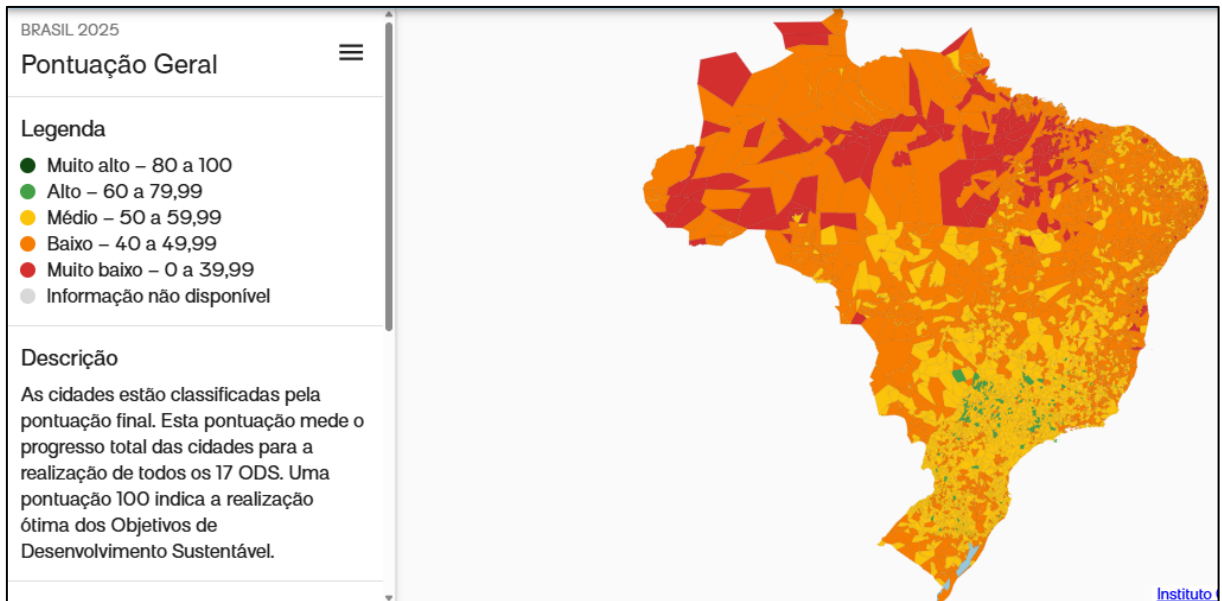 BRASIL 2025
Pontuação Geral
Legenda
Muito alto – 80 a 100
Alto – 60 a 79,99
Médio – 50 a 59,99
Baixo – 40 a 49,99
Muito baixo – 0 a 39,99
Informação não disponível
Descrição
As cidades estão classificadas pela
pontuação final. Esta pontuação mede o
progresso total das cidades para a
realização de todos os 17 ODS. Uma
pontuação 100 indica a realização
ótima dos Objetivos de
Desenvolvimento Sustentável.
Instituto